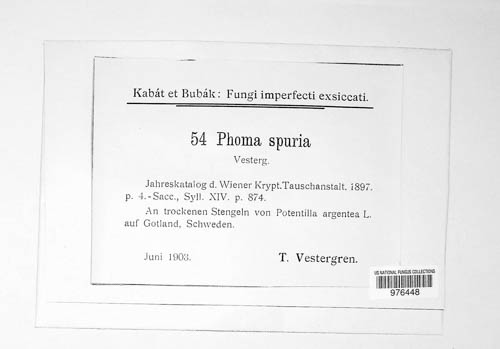 Kabát et Bubák: Fungi imperfecti exsiccati.
54 Phoma spuria
Vesterg.
Jahreskatalog d. Wiener Krypt.Tauschanstalt. 1897.
p. 4.-Sacc., Syll. XIV. p. 874.
An trockenen Stengeln von Potentilla argentea L.
auf Gotland, Schweden.
Juni 1903. T. Vestergren.
US NATIONAL FUNGUS COLLECTIONS
976448